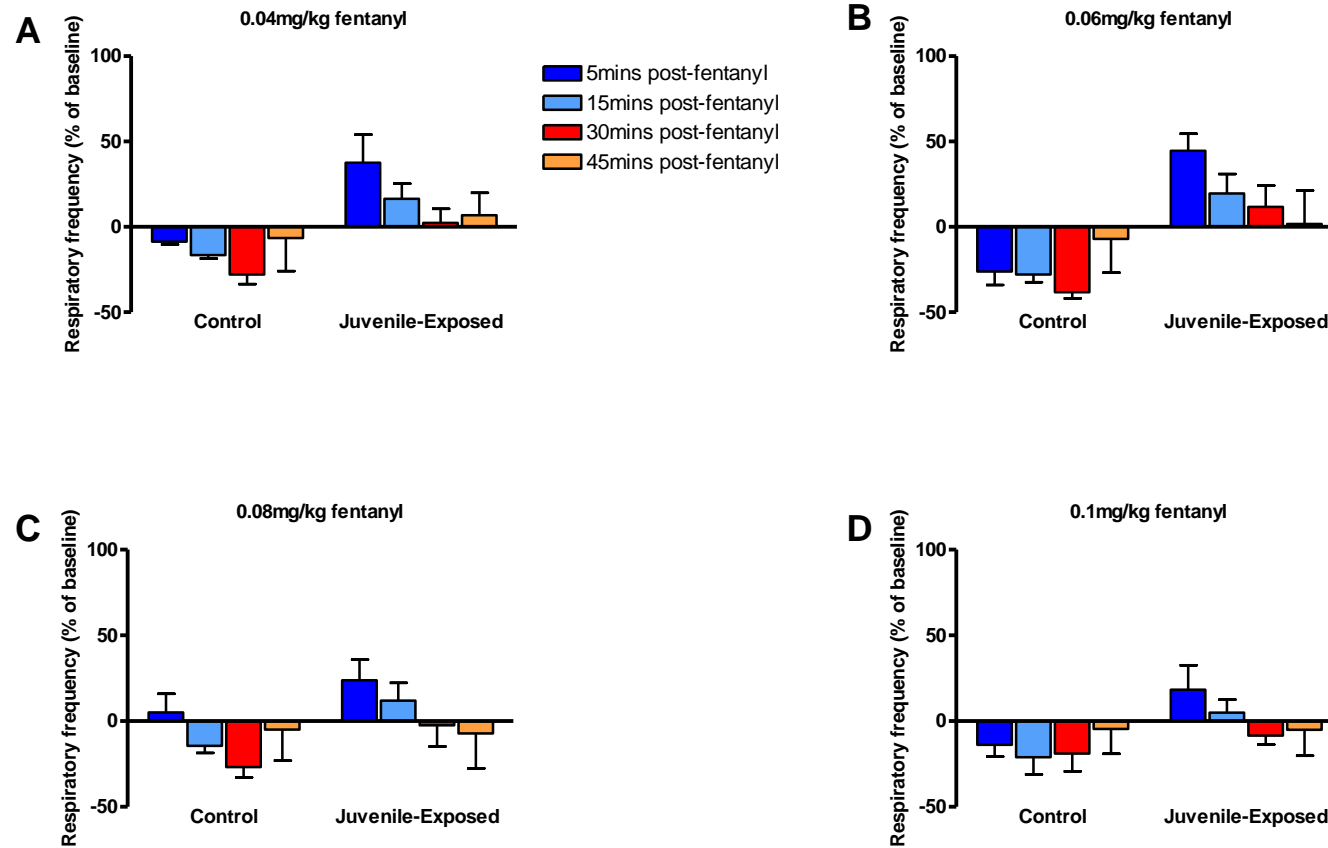 A
0.04mg/kg fentanyl
Respiratory frequency (% of baseline)
100
50
0
-50
Control
Juvenile-Exposed
5mins post-fentanyl
15mins post-fentanyl
30mins post-fentanyl
45mins post-fentanyl
B
0.06mg/kg fentanyl
Respiratory frequency (% of baseline)
100
50
0
-50
Control
Juvenile-Exposed
C
0.08mg/kg fentanyl
Respiratory frequency (% of baseline)
100
50
0
-50
Control
Juvenile-Exposed
D
0.1mg/kg fentanyl
Respiratory frequency (% of baseline)
100
50
0
-50
Control
Juvenile-Exposed